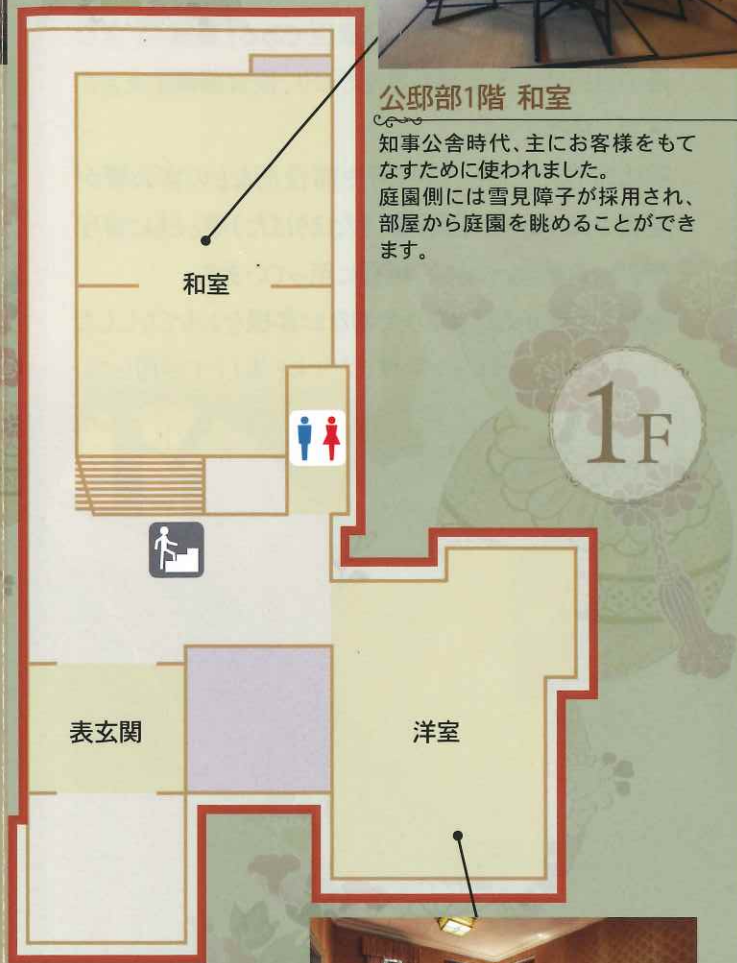 公邸部1階 和室
知事公舎時代、主にお客様をもて
なすために使われました。
庭園側には雪見障子が採用され、
部屋から庭園を眺めることができ
ます。
和室
1F
表玄関
洋室